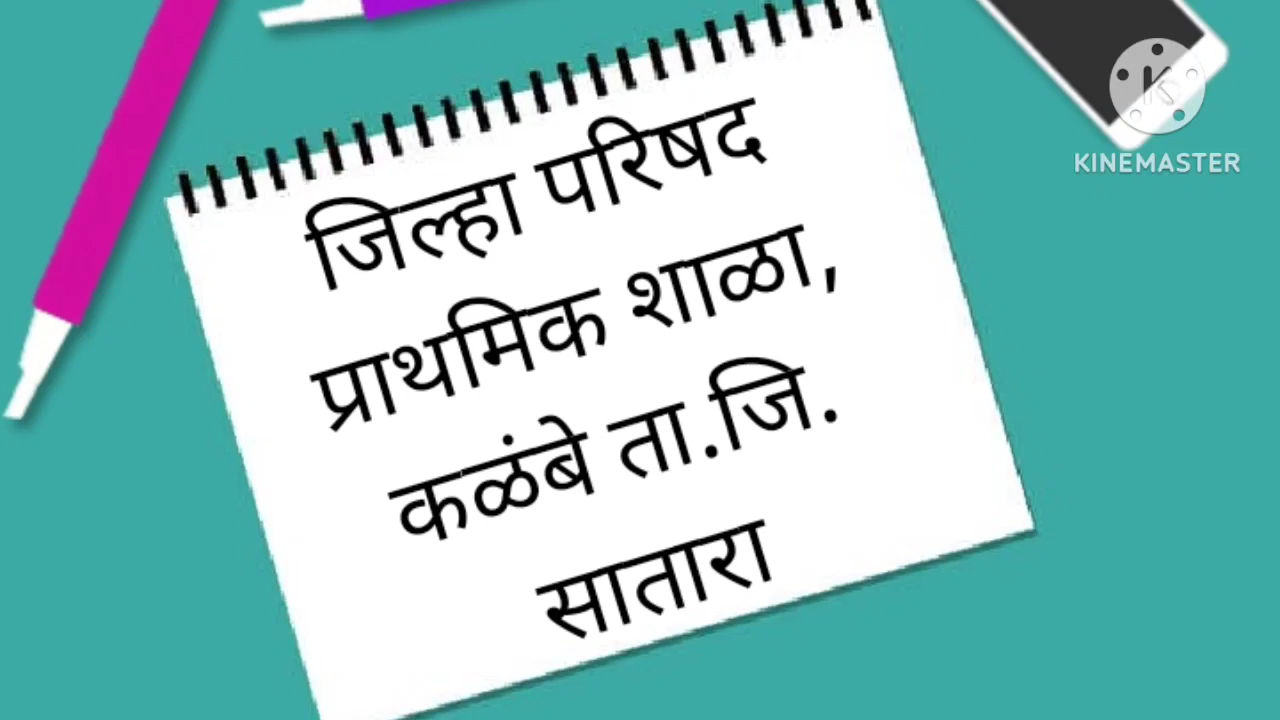 जिल्हा परिषद
प्राथमिक शाळा,
कळंबे ता.जि.
सातारा
KINEMASTER